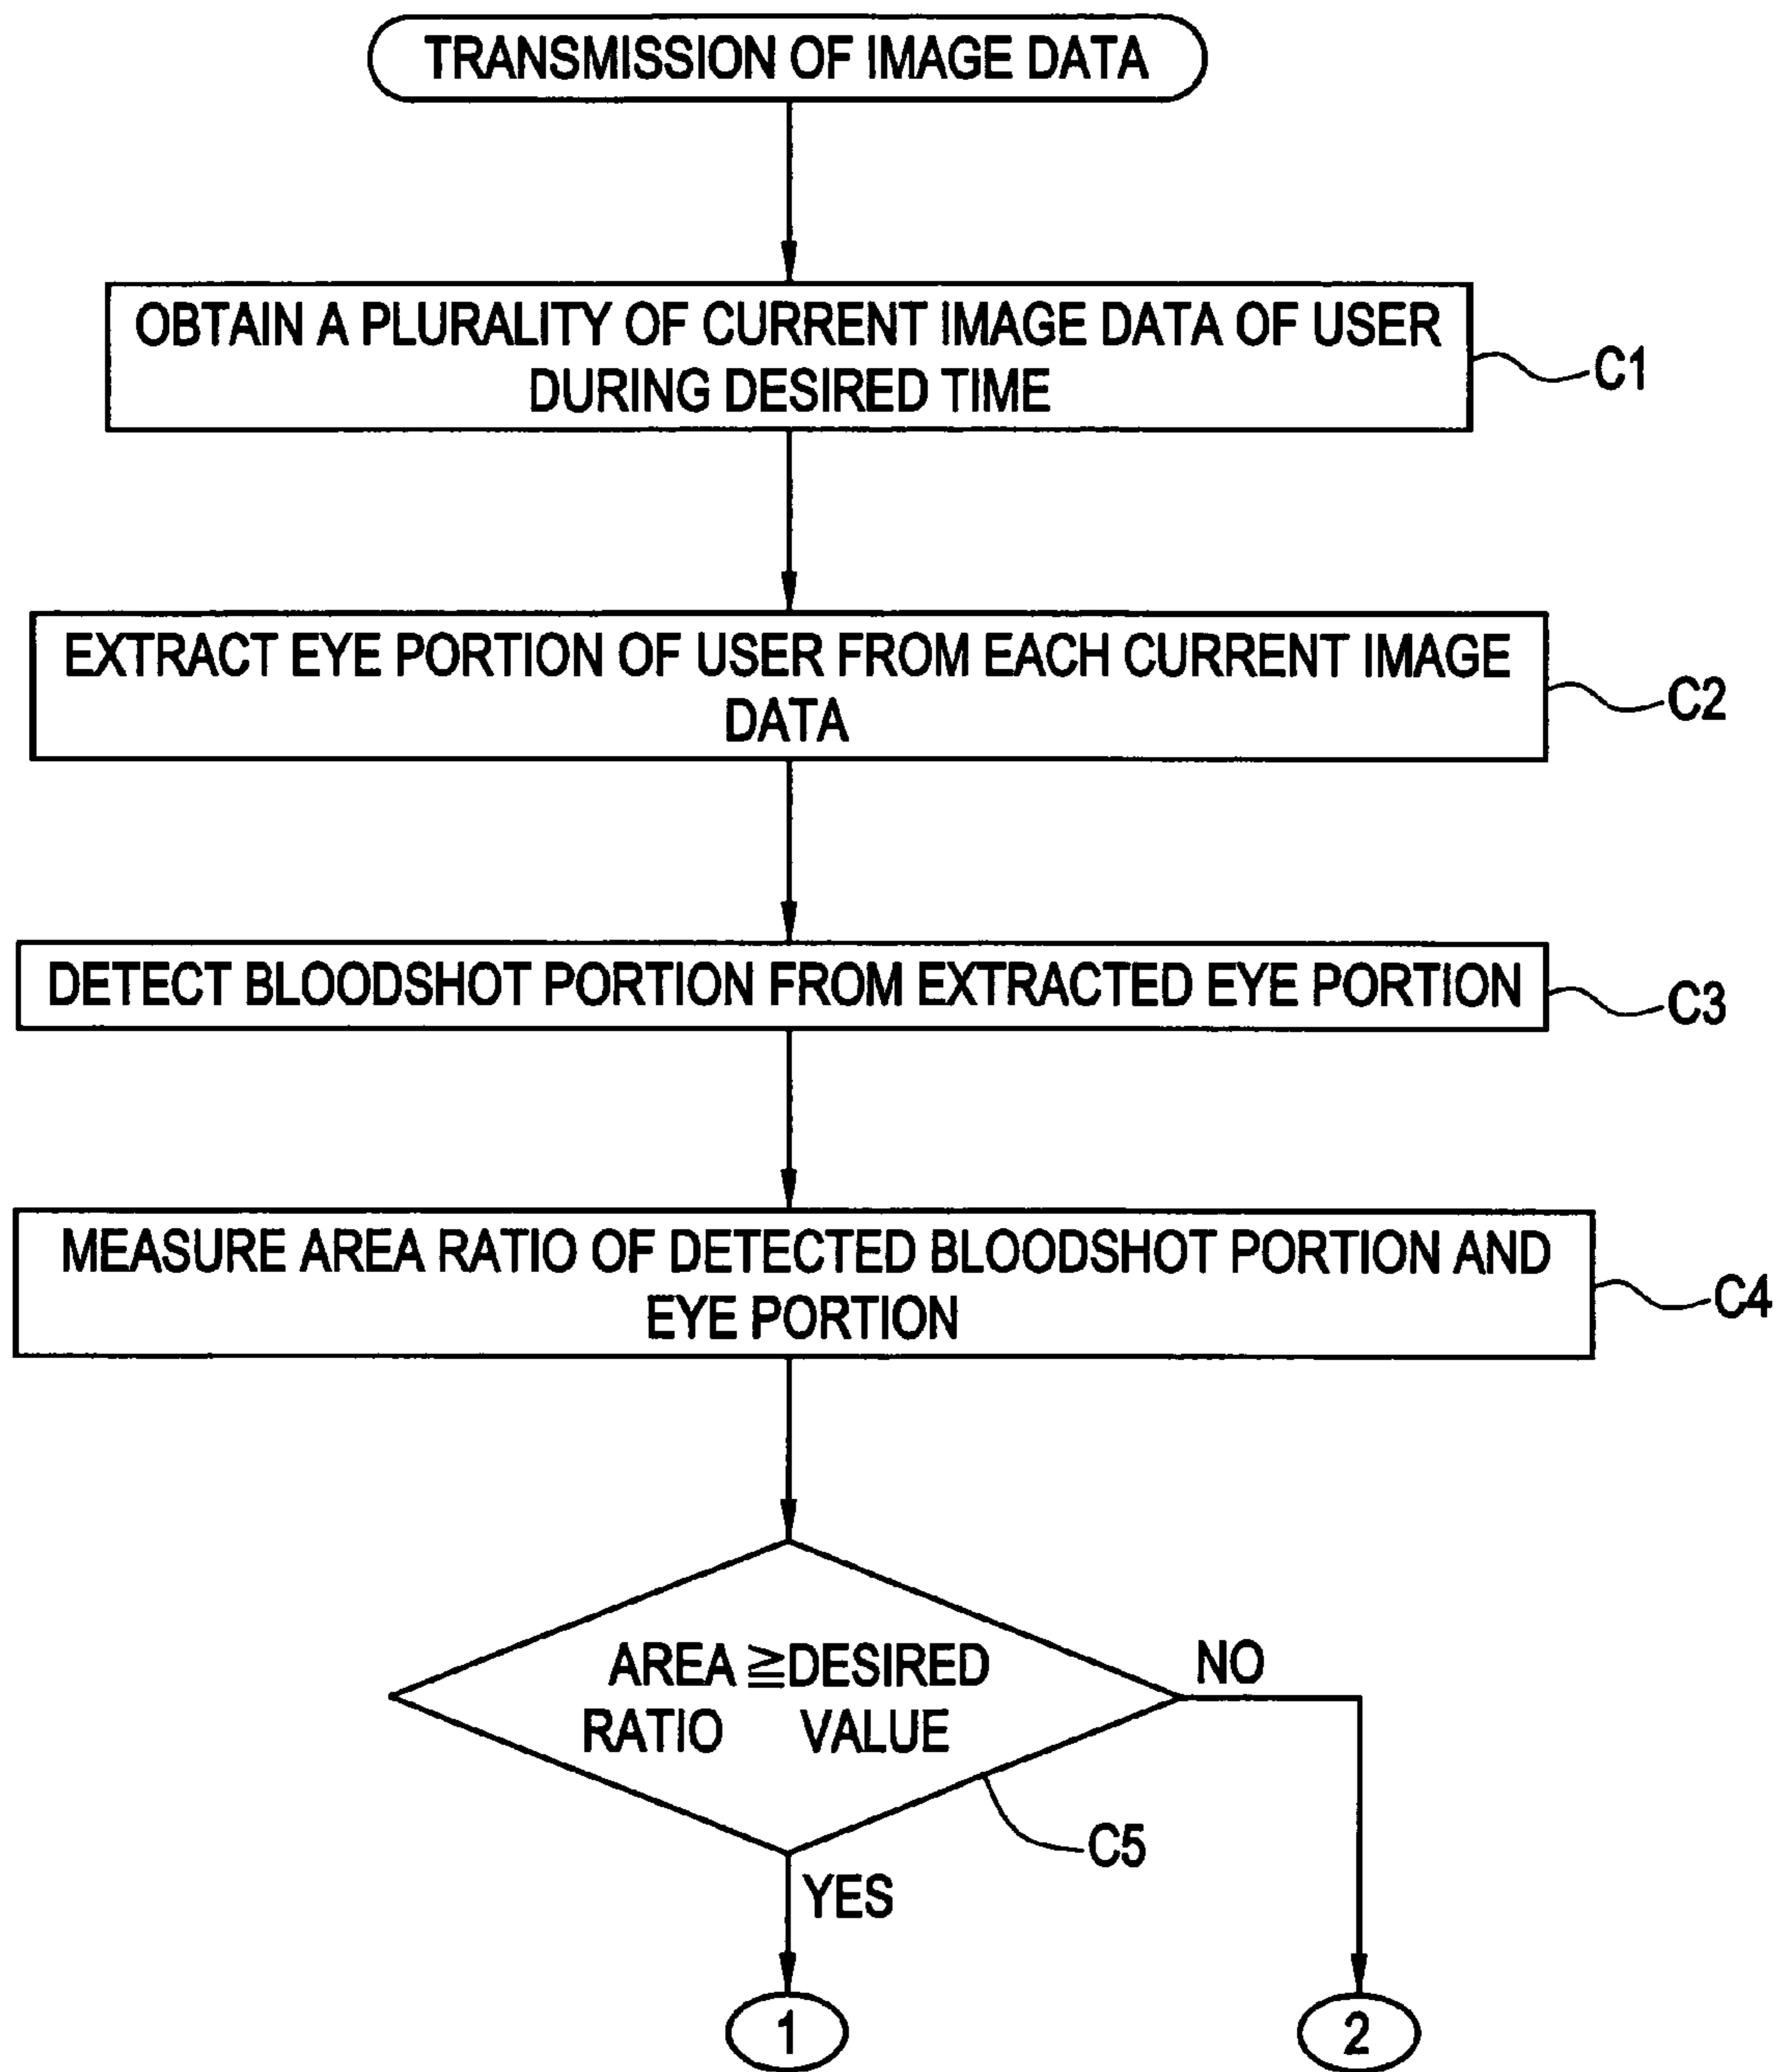 TRANSMISSION OF IMAGE DATA
OBTAIN A PLURALITY OF CURRENT IMAGE DATA OF USER
DURING DESIRED TIME
C1
EXTRACT EYE PORTION OF USER FROM EACH CURRENT IMAGE
DATA
C2
DETECT BLOODSHOT PORTION FROM EXTRACTED EYE PORTION
C3
MEASURE AREA RATIO OF DETECTED BLOODSHOT PORTION AND
EYE PORTION
C4
AREA ≧ DESIRED
RATIO VALUE
NO
C5
YES
1
2